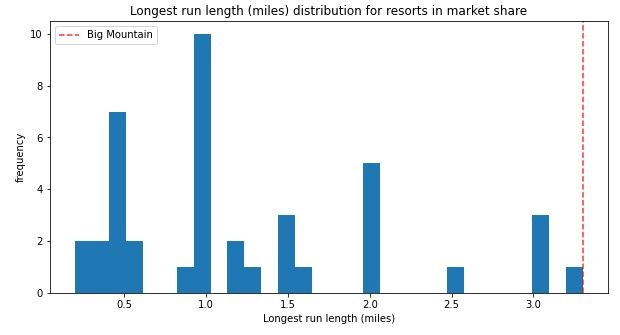 Longest run length (miles) distribution for resorts in market share
Big Mountain
10
8
6
4
2
0
frequency
0.5 1.0 1.5 2.0 2.5 3.0
Longest run length (miles)